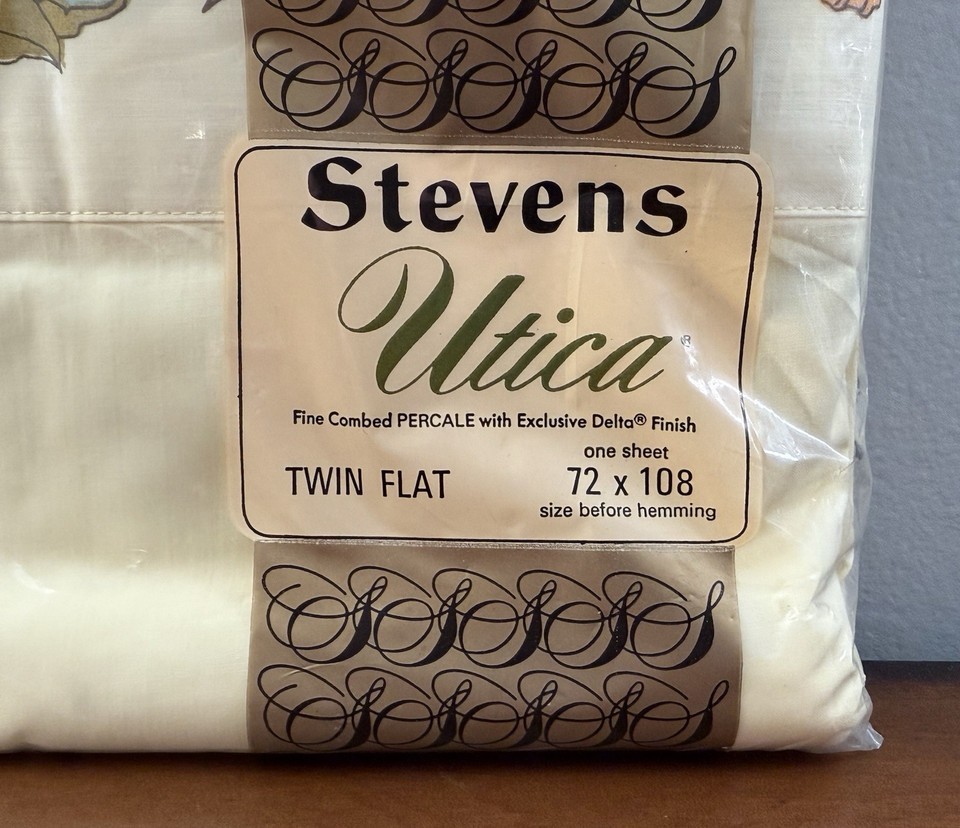 Stevens
Utica®
Fine Combed PERCALE with Exclusive Delta® Finish
one sheet
TWIN FLAT 72 x 108
size before hemming